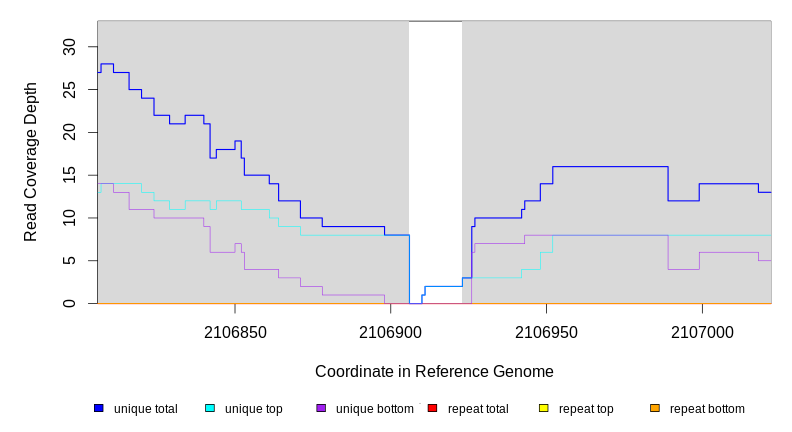 Read Coverage Depth
30
25
20
15
10
5
0
2106850 2106900 2106950 2107000
Coordinate in Reference Genome
unique total unique top unique bottom repeat total repeat top repeat bottom